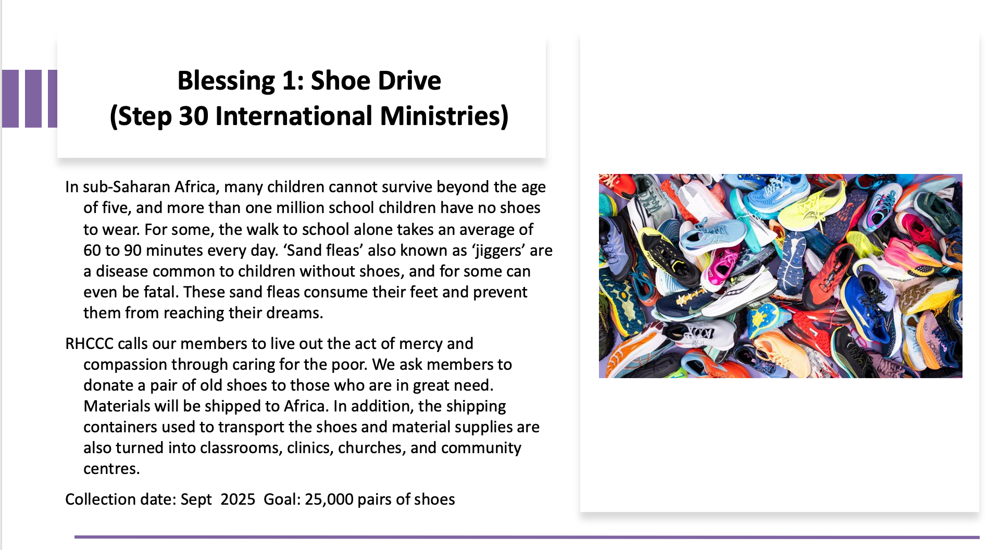 Blessing 1: Shoe Drive
(Step 30 International Ministries)
In sub-Saharan Africa, many children cannot survive beyond the age
of five, and more than one million school children have no shoes
to wear. For some, the walk to school alone takes an average of
60 to 90 minutes every day. ‘Sand fleas’ also known as ‘jiggers’ are
a disease common to children without shoes, and for some can
even be fatal. These sand fleas consume their feet and prevent
them from reaching their dreams.
RHCCC calls our members to live out the act of mercy and
compassion through caring for the poor. We ask members to
donate a pair of old shoes to those who are in great need.
Materials will be shipped to Africa. In addition, the shipping
containers used to transport the shoes and material supplies are
also turned into classrooms, clinics, churches, and community
centres.
Collection date: Sept  2025  Goal: 25,000 pairs of shoes